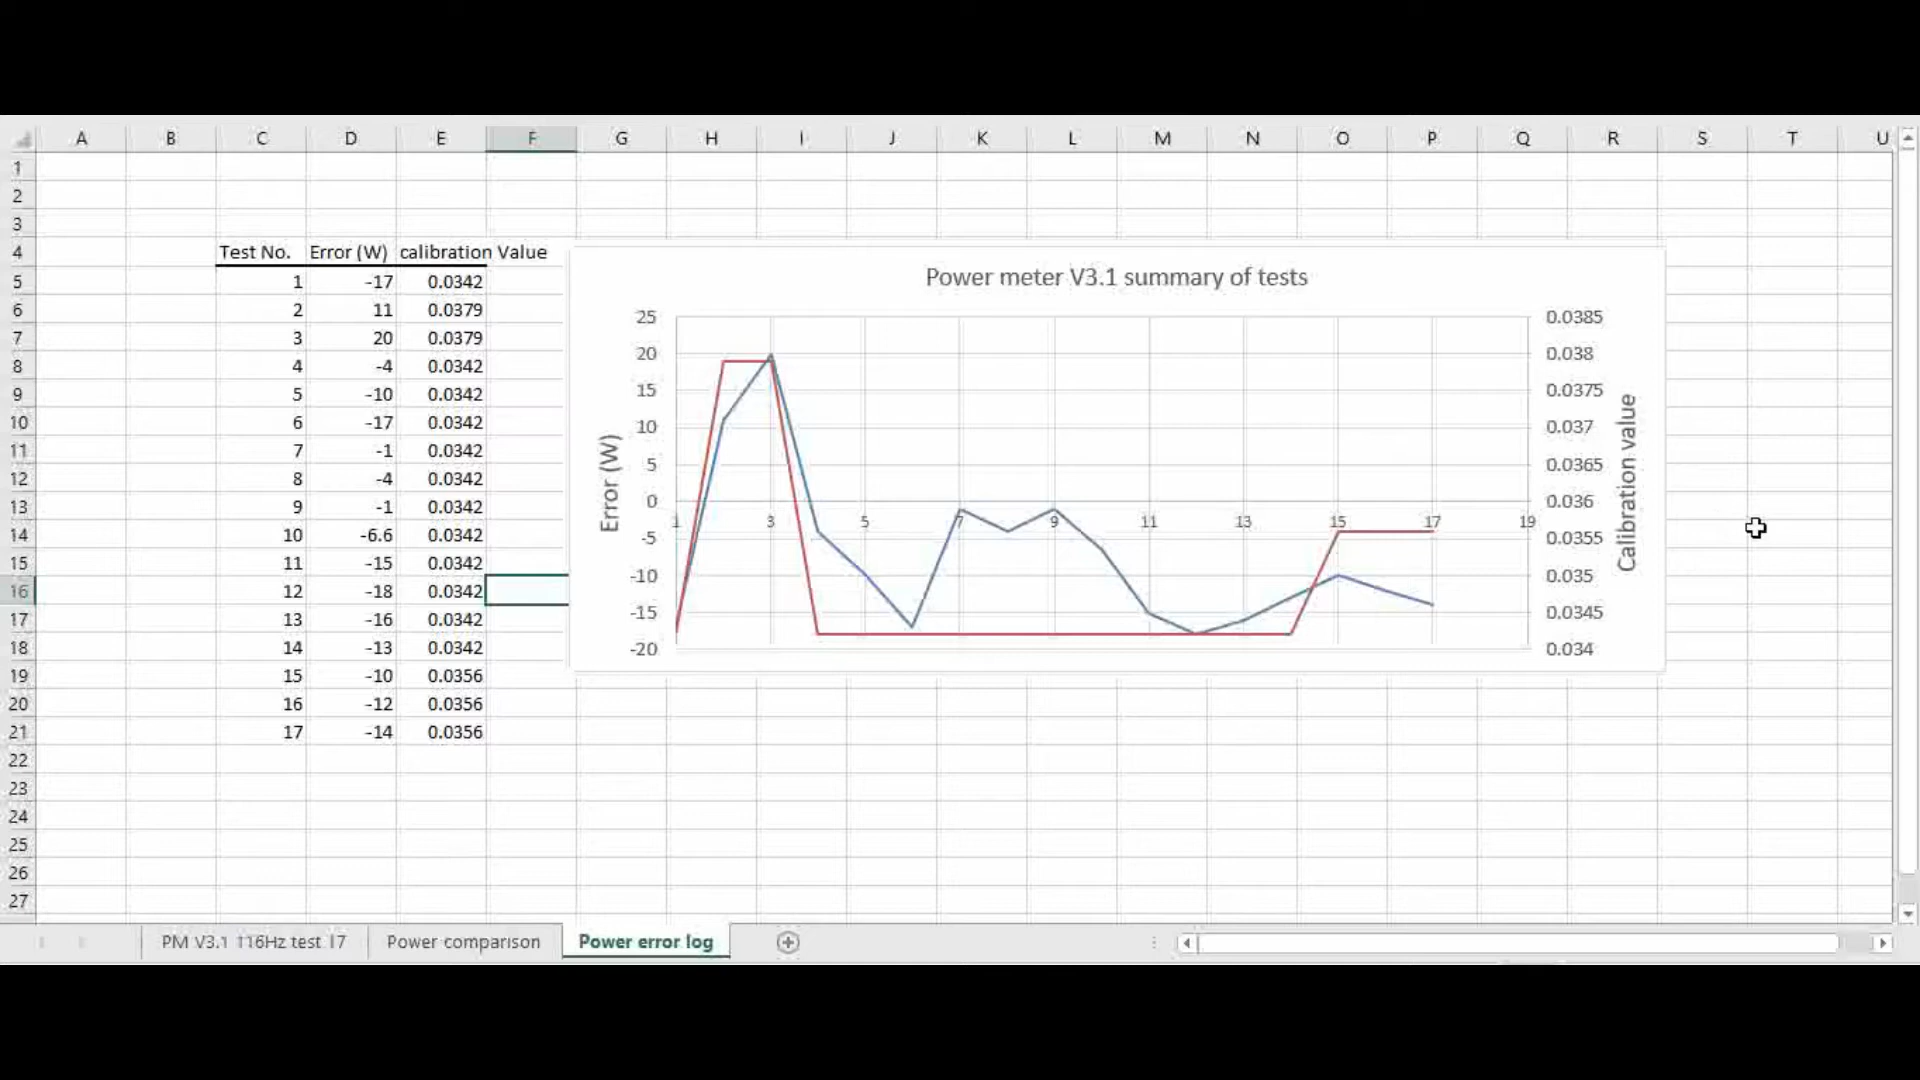 A B C D E F G H I J K L M N O P Q R S T U
1
2
3
4 Test No. Error (W) calibration Value
5 1 -17 0.0342
6 2 11 0.0379
7 3 20 0.0379
8 4 -4 0.0342
9 5 -10 0.0342
10 6 -17 0.0342
11 7 -1 0.0342
12 8 -4 0.0342
13 9 -1 0.0342
14 10 -6.6 0.0342
15 11 -15 0.0342
16 12 -18 0.0342
17 13 -16 0.0342
18 14 -13 0.0342
19 15 -10 0.0356
20 16 -12 0.0356
21 17 -14 0.0356
22
23
24
25
26
27
Power meter V3.1 summary of tests
25 0.0385
20 0.038
15 0.0375
10 0.037
5 0.0365
0 0.036
1 3 5 7 9 11 13 15 17 19
-5 0.0355
-10 0.035
-15 0.0345
-20 0.034
Error (W)
Calibration value
PM V3.1 116Hz test 17 Power comparison Power error log